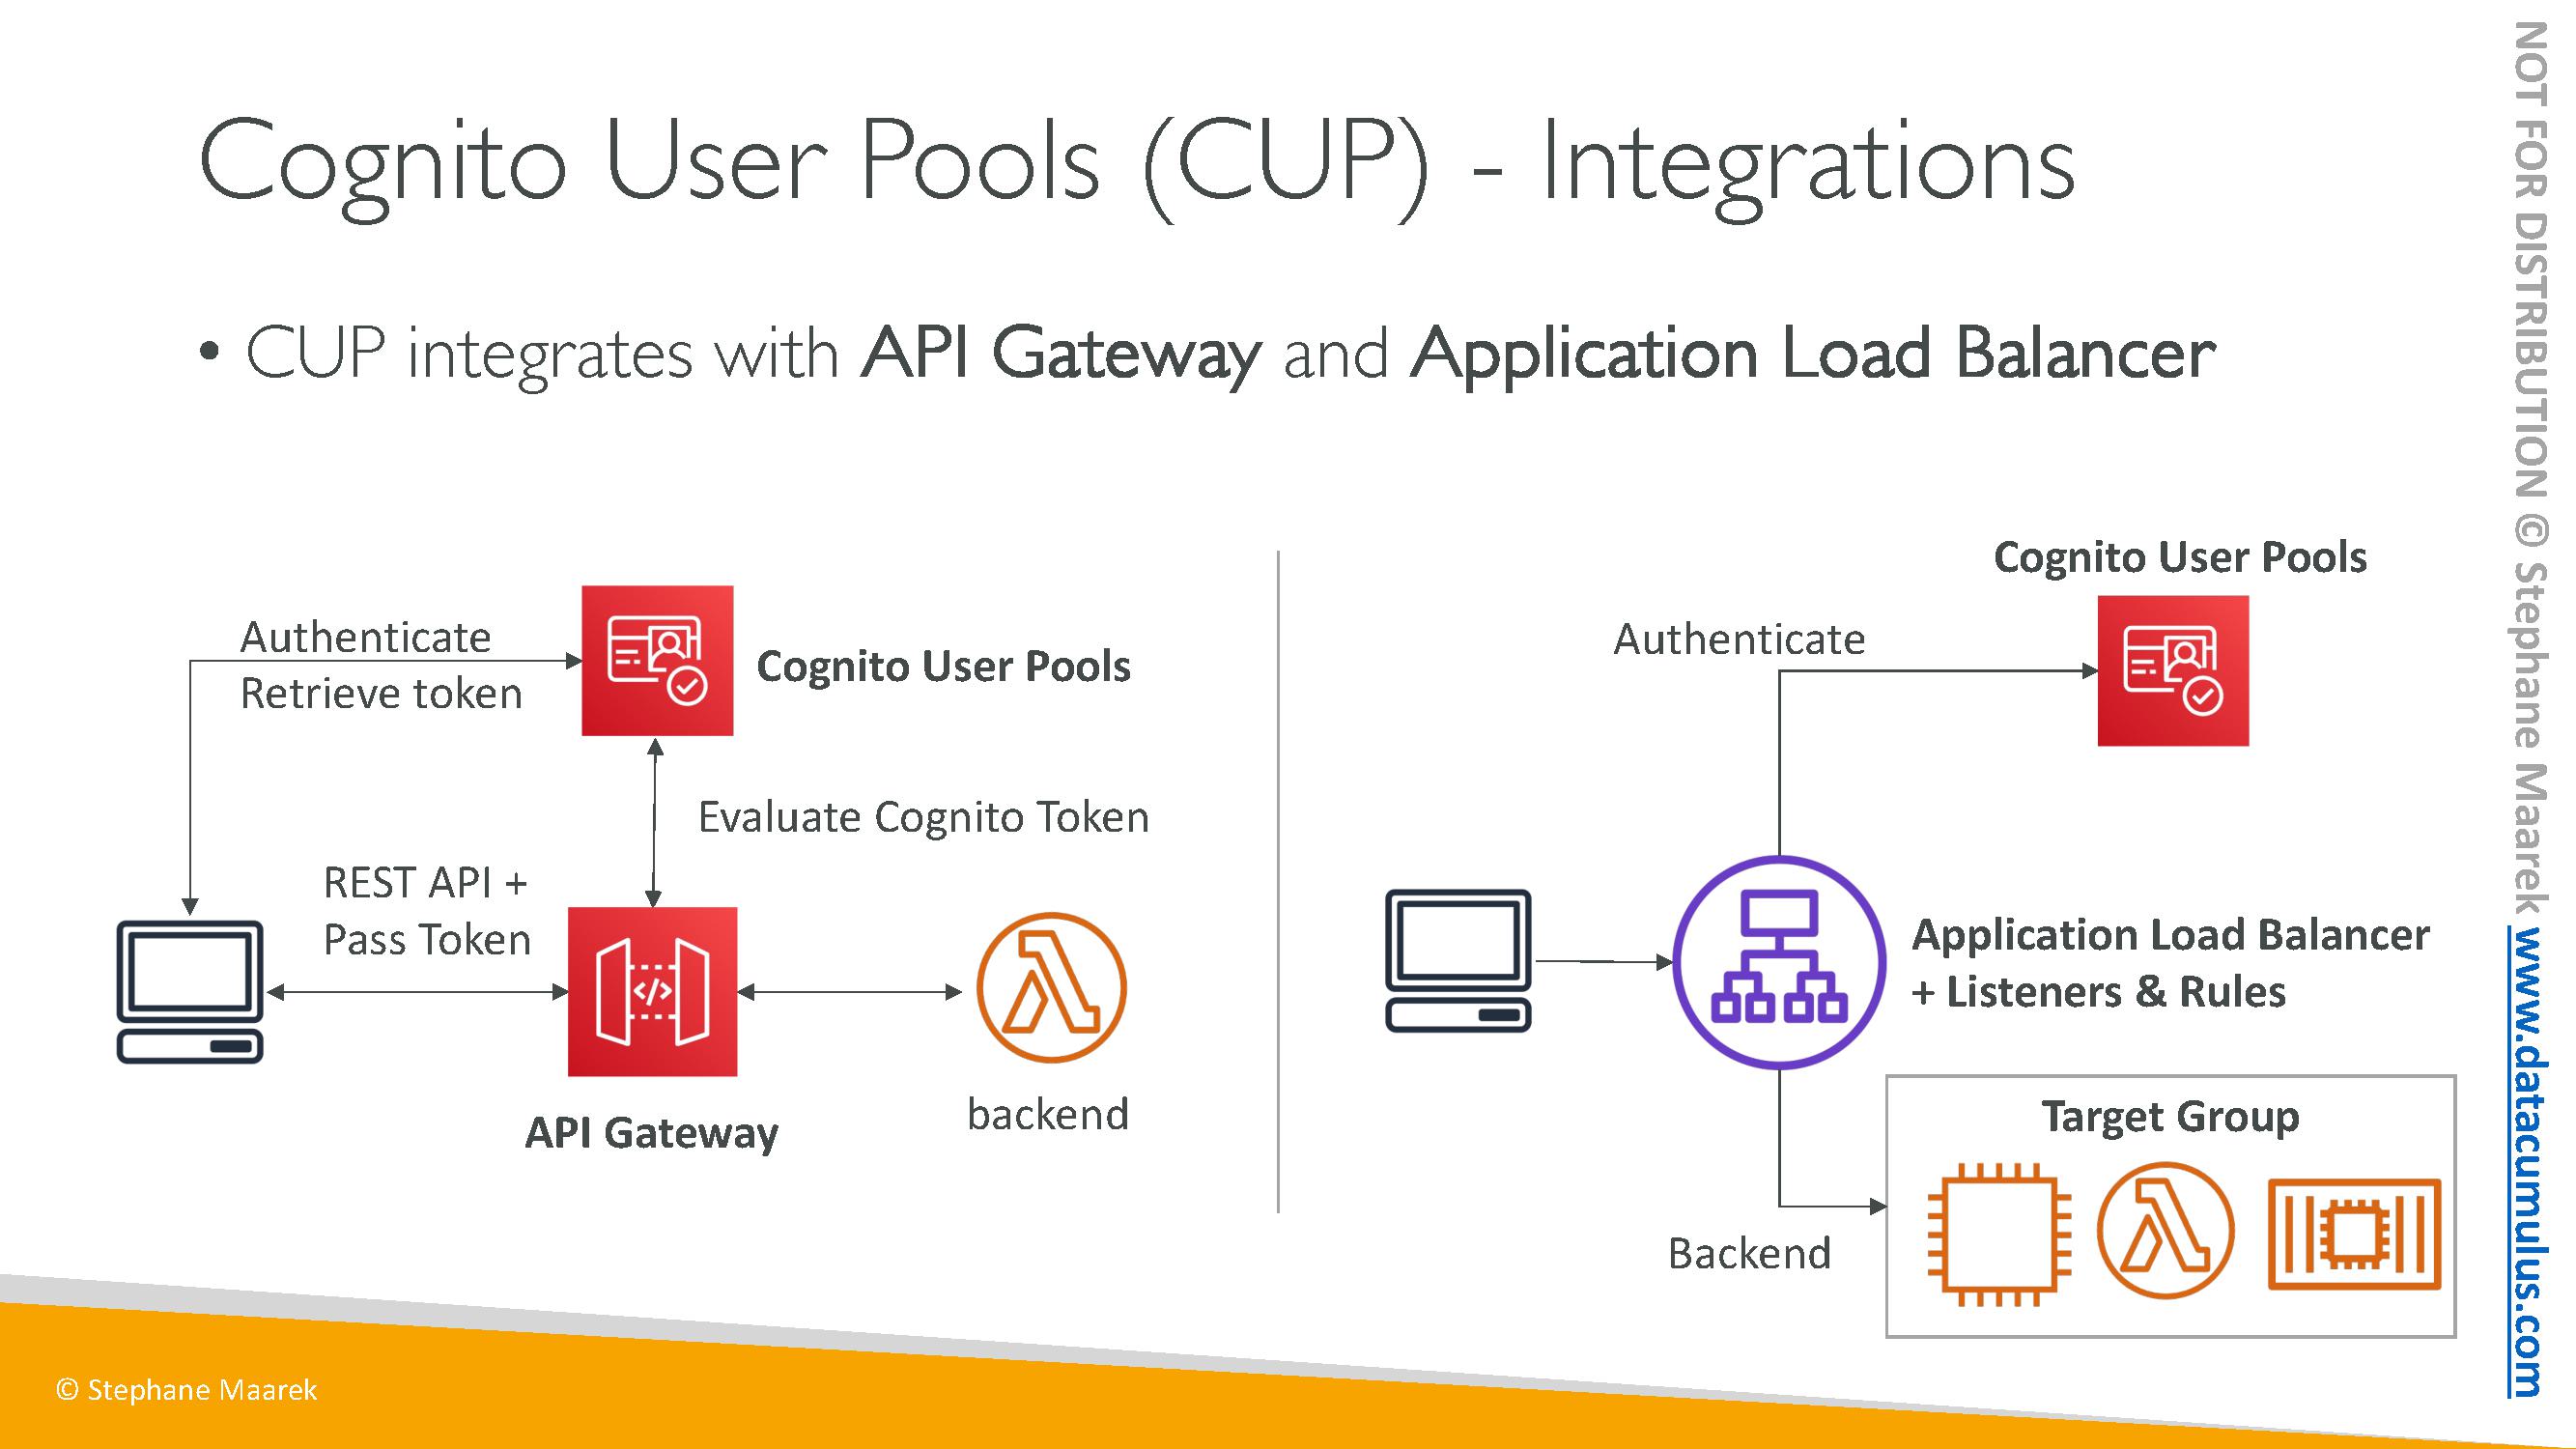 Cognito User Pools (CUP) - Integrations
• CUP integrates with API Gateway and Application Load Balancer
Authenticate
Retrieve token
Cognito User Pools
Evaluate Cognito Token
REST API +
Pass Token
API Gateway
backend
Cognito User Pools
Authenticate
Application Load Balancer
+ Listeners & Rules
Target Group
Backend
© Stephane Maarek
NOT FOR DISTRIBUTION © Stephane Maarek www.datacumulus.com